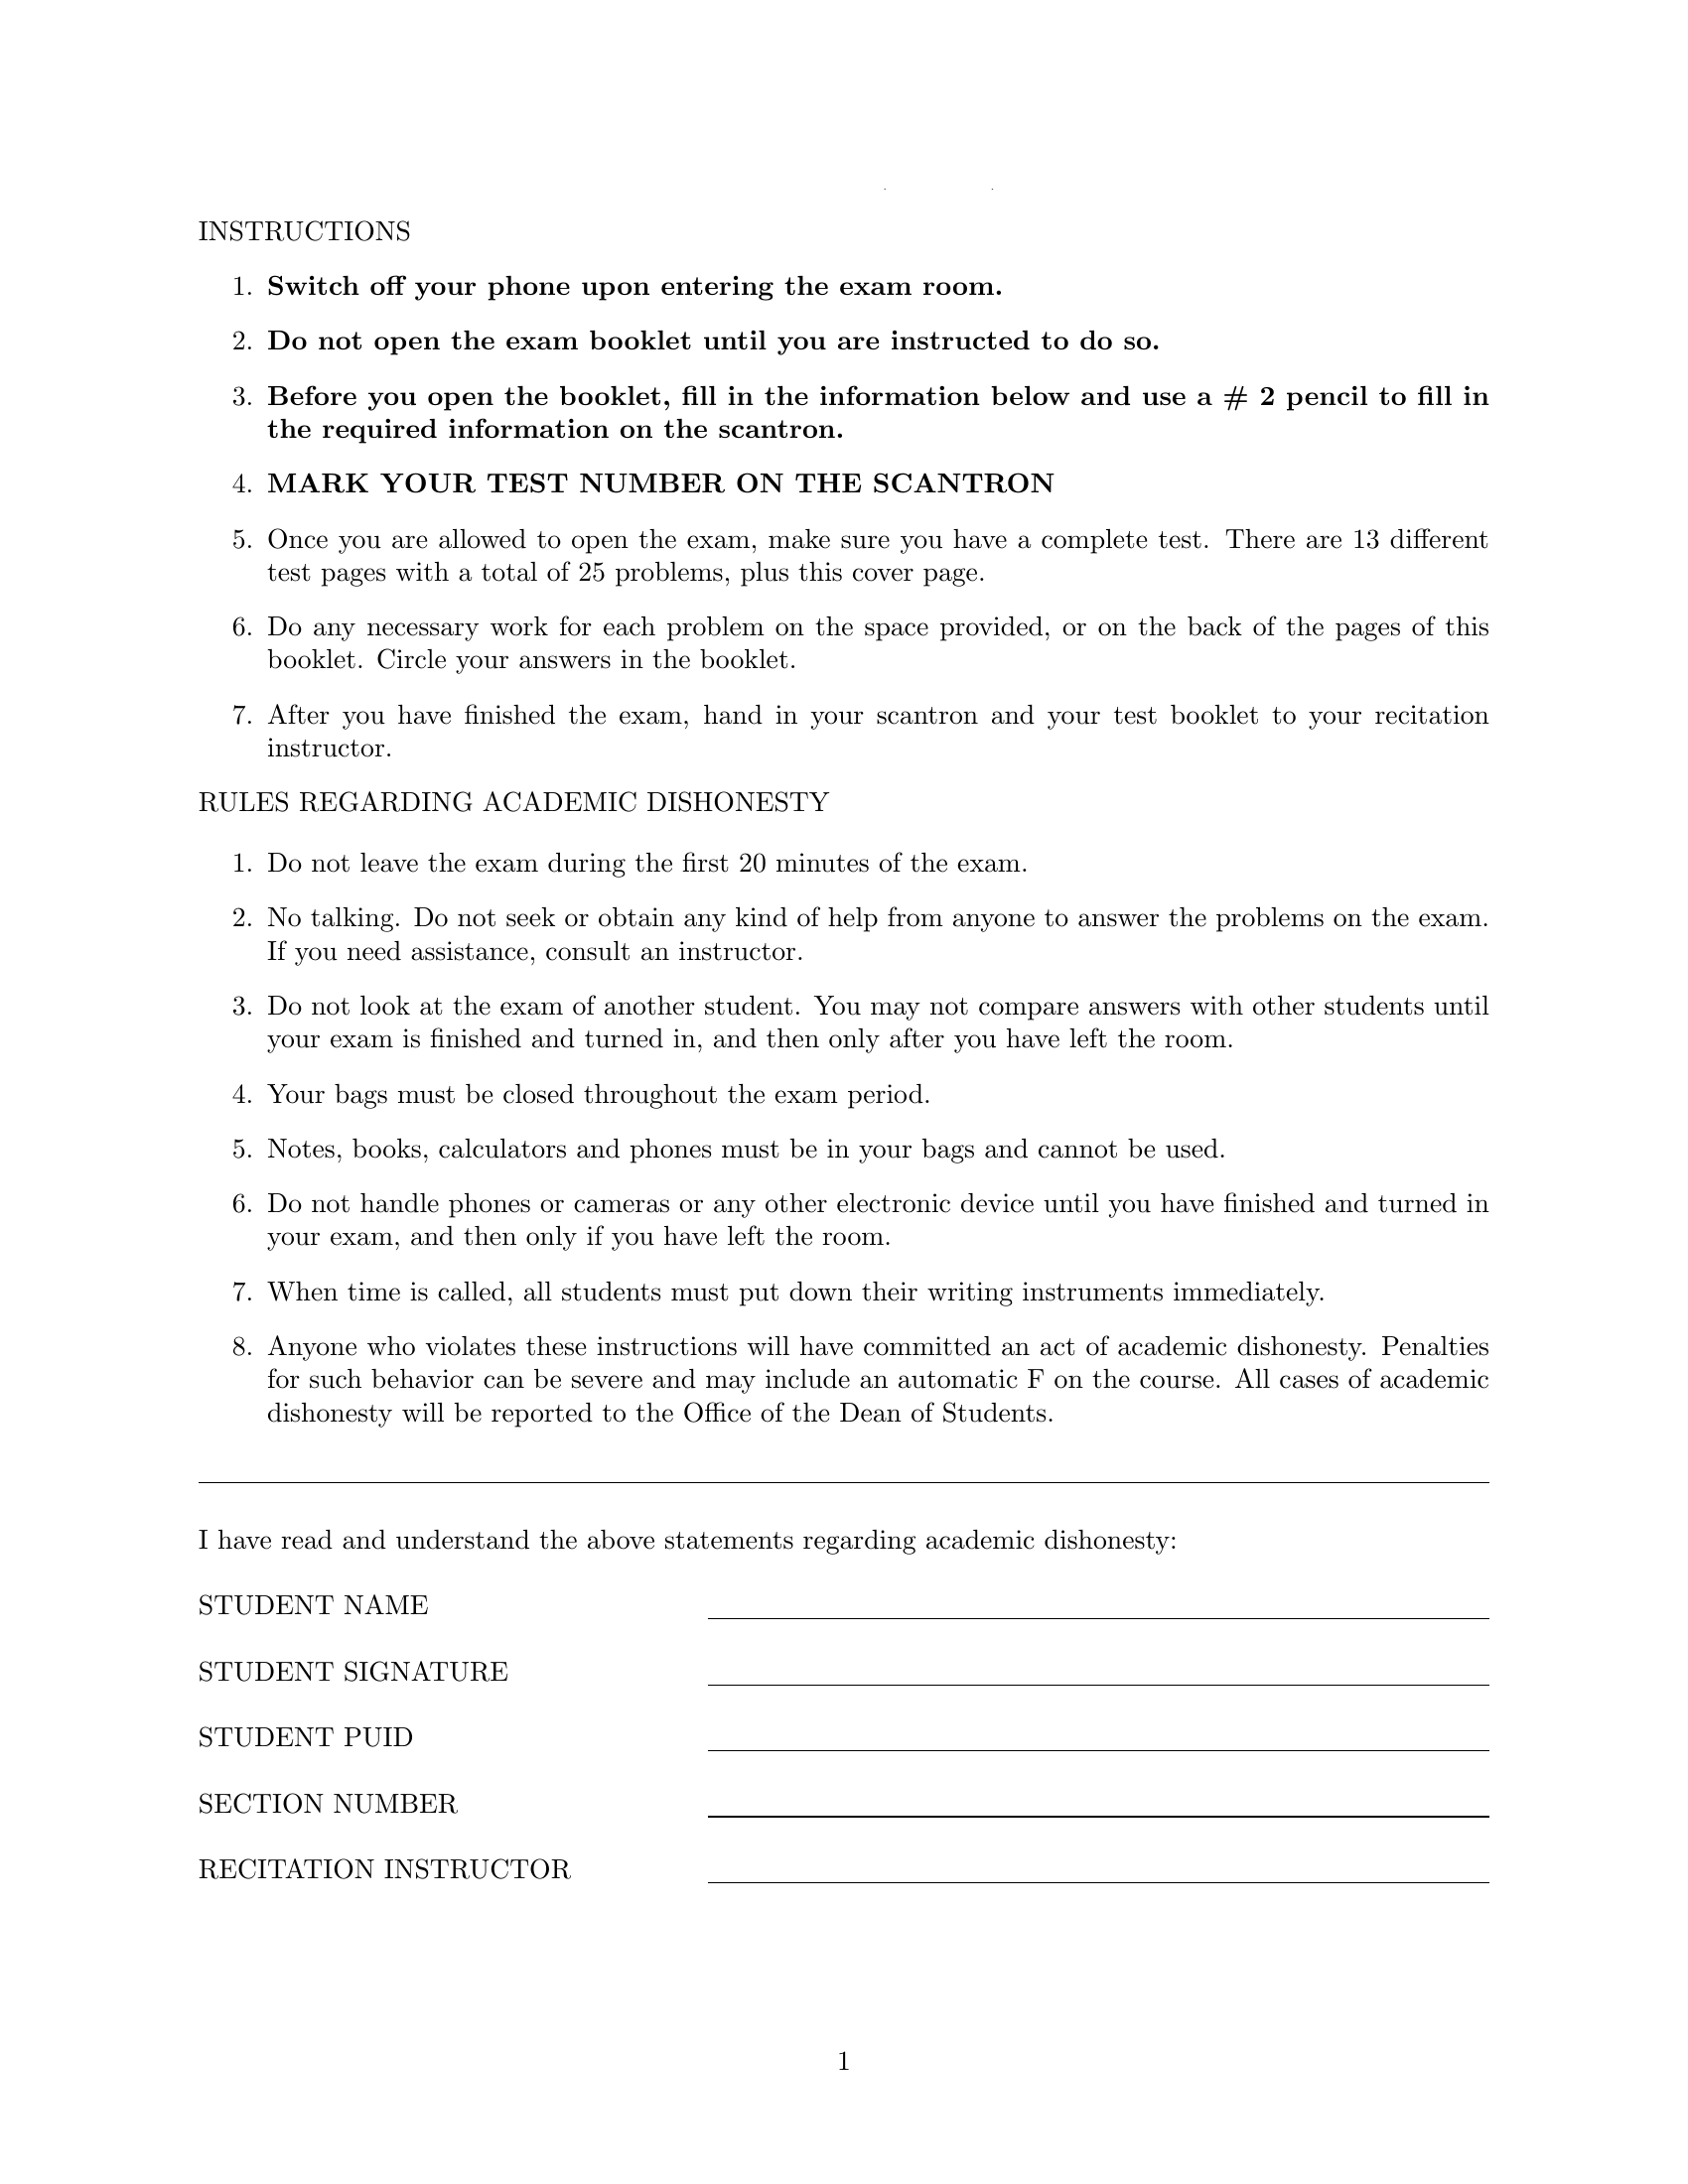 INSTRUCTIONS
1. Switch off your phone upon entering the exam room.
2. Do not open the exam booklet until you are instructed to do so.
3. Before you open the booklet, fill in the information below and use a # 2 pencil to fill in
the required information on the scantron.
4. MARK YOUR TEST NUMBER ON THE SCANTRON
5. Once you are allowed to open the exam, make sure you have a complete test. There are 13 different
test pages with a total of 25 problems, plus this cover page.
6. Do any necessary work for each problem on the space provided, or on the back of the pages of this
booklet. Circle your answers in the booklet.
7. After you have finished the exam, hand in your scantron and your test booklet to your recitation
instructor.
RULES REGARDING ACADEMIC DISHONESTY
1. Do not leave the exam during the first 20 minutes of the exam.
2. No talking. Do not seek or obtain any kind of help from anyone to answer the problems on the exam.
If you need assistance, consult an instructor.
3. Do not look at the exam of another student. You may not compare answers with other students until
your exam is finished and turned in, and then only after you have left the room.
4. Your bags must be closed throughout the exam period.
5. Notes, books, calculators and phones must be in your bags and cannot be used.
6. Do not handle phones or cameras or any other electronic device until you have finished and turned in
your exam, and then only if you have left the room.
7. When time is called, all students must put down their writing instruments immediately.
8. Anyone who violates these instructions will have committed an act of academic dishonesty. Penalties
for such behavior can be severe and may include an automatic F on the course. All cases of academic
dishonesty will be reported to the Office of the Dean of Students.
I have read and understand the above statements regarding academic dishonesty:
STUDENT NAME
STUDENT SIGNATURE
STUDENT PUID
SECTION NUMBER
RECITATION INSTRUCTOR
1